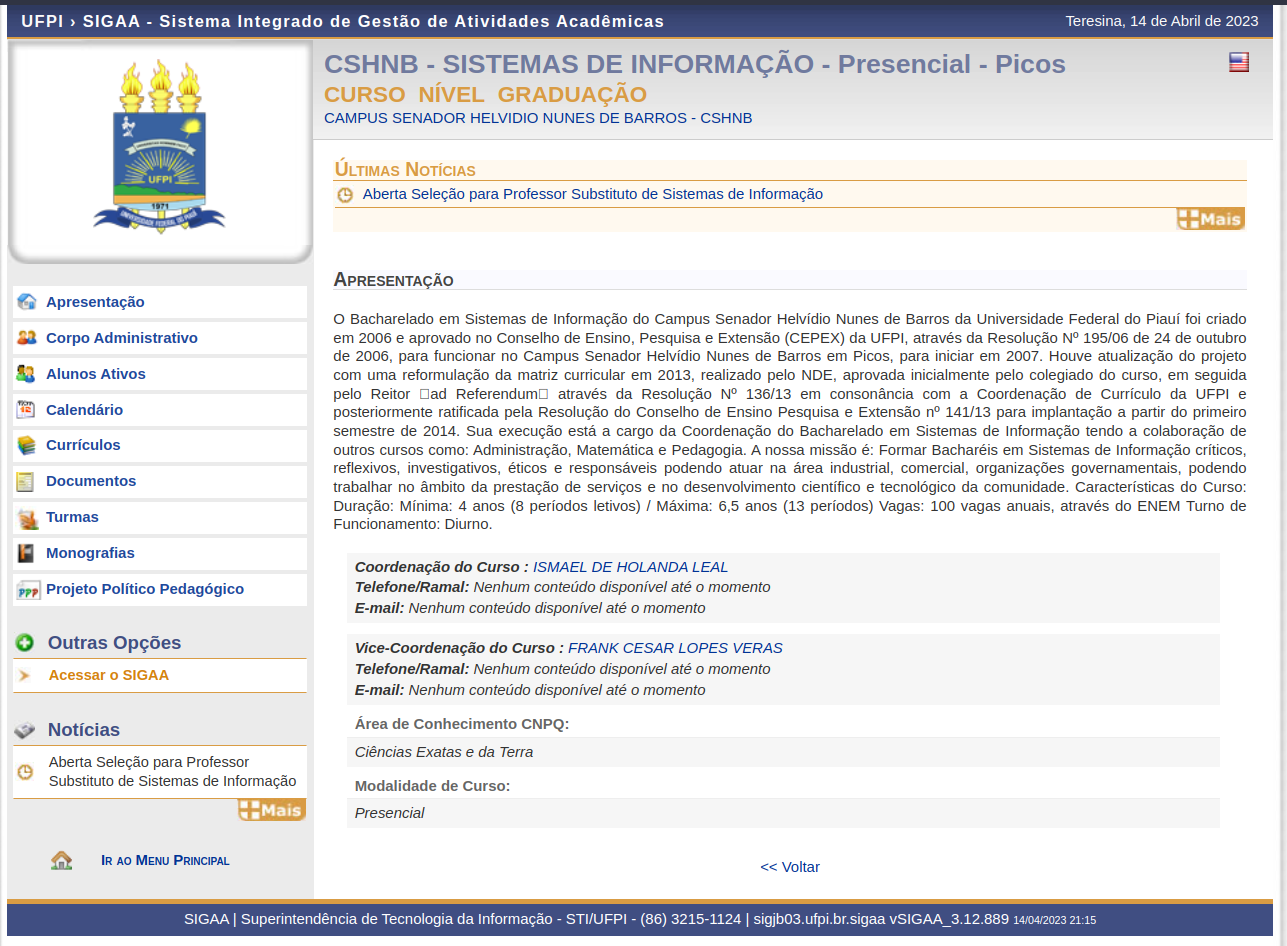 UFPI › SIGAA - Sistema Integrado de Gestão de Atividades Acadêmicas
Teresina, 14 de Abril de 2023
UFPI
1971
UNIVERSIDADE FEDERAL DO PIAUÍ
CSHNB - SISTEMAS DE INFORMAÇÃO - Presencial - Picos
CURSO NÍVEL GRADUAÇÃO
CAMPUS SENADOR HELVIDIO NUNES DE BARROS - CSHNB
Apresentação
Corpo Administrativo
Alunos Ativos
Calendário
Currículos
Documentos
Turmas
Monografias
Projeto Político Pedagógico
Outras Opções
Acessar o SIGAA
Notícias
Aberta Seleção para Professor
Substituto de Sistemas de Informação
Mais
Ir ao Menu Principal
Últimas Notícias
Aberta Seleção para Professor Substituto de Sistemas de Informação
Mais
Apresentação
O Bacharelado em Sistemas de Informação do Campus Senador Helvídio Nunes de Barros da Universidade Federal do Piauí foi criado
em 2006 e aprovado no Conselho de Ensino, Pesquisa e Extensão (CEPEX) da UFPI, através da Resolução Nº 195/06 de 24 de outubro
de 2006, para funcionar no Campus Senador Helvídio Nunes de Barros em Picos, para iniciar em 2007. Houve atualização do projeto
com uma reformulação da matriz curricular em 2013, realizado pelo NDE, aprovada inicialmente pelo colegiado do curso, em seguida
pelo Reitor ad Referendum através da Resolução Nº 136/13 em consonância com a Coordenação de Currículo da UFPI e
posteriormente ratificada pela Resolução do Conselho de Ensino Pesquisa e Extensão nº 141/13 para implantação a partir do primeiro
semestre de 2014. Sua execução está a cargo da Coordenação do Bacharelado em Sistemas de Informação tendo a colaboração de
outros cursos como: Administração, Matemática e Pedagogia. A nossa missão é: Formar Bacharéis em Sistemas de Informação críticos,
reflexivos, investigativos, éticos e responsáveis podendo atuar na área industrial, comercial, organizações governamentais, podendo
trabalhar no âmbito da prestação de serviços e no desenvolvimento científico e tecnológico da comunidade. Características do Curso:
Duração: Mínima: 4 anos (8 períodos letivos) / Máxima: 6,5 anos (13 períodos) Vagas: 100 vagas anuais, através do ENEM Turno de
Funcionamento: Diurno.
Coordenação do Curso : ISMAEL DE HOLANDA LEAL
Telefone/Ramal: Nenhum conteúdo disponível até o momento
E-mail: Nenhum conteúdo disponível até o momento
Vice-Coordenação do Curso : FRANK CESAR LOPES VERAS
Telefone/Ramal: Nenhum conteúdo disponível até o momento
E-mail: Nenhum conteúdo disponível até o momento
Área de Conhecimento CNPQ:
Ciências Exatas e da Terra
Modalidade de Curso:
Presencial
<< Voltar
SIGAA | Superintendência de Tecnologia da Informação - STI/UFPI - (86) 3215-1124 | sigjb03.ufpi.br.sigaa vSIGAA_3.12.889 14/04/2023 21:15